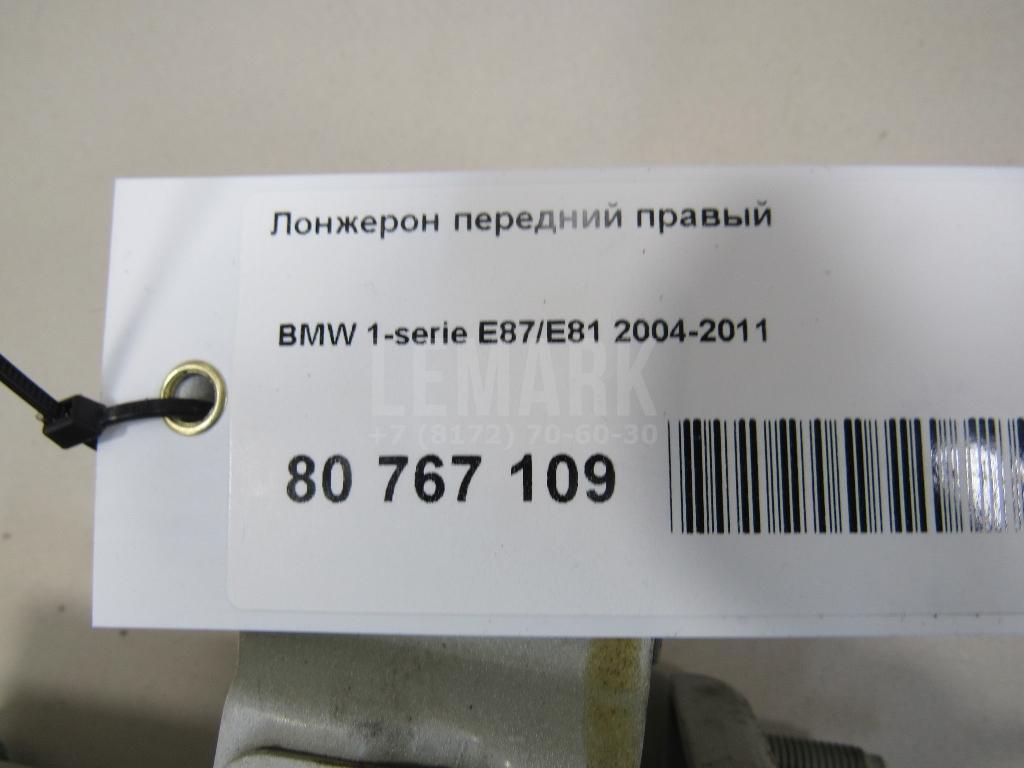 Лонжерон передний правый
BMW 1-serie E87/E81 2004-2011
LEMARK
+7 (8172) 70-60-30
80 767 109